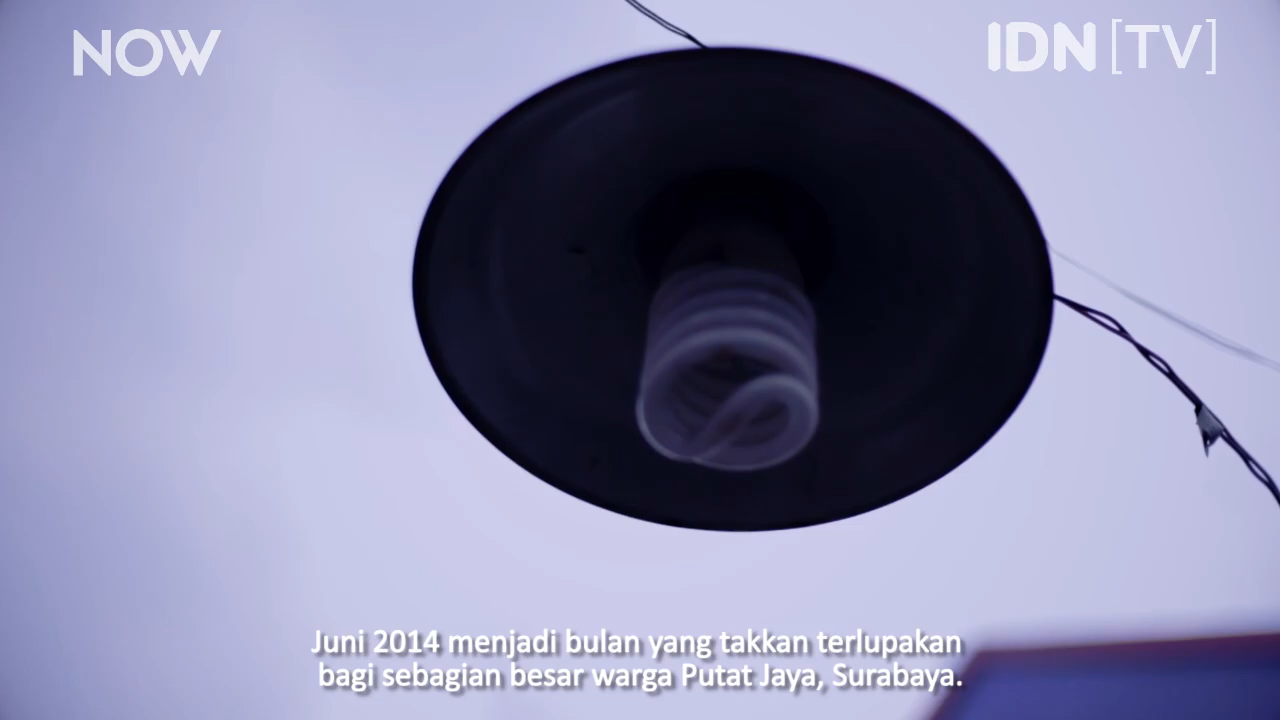 NOW
IDN [TV]
Juni 2014 menjadi bulan yang takkan terlupakan
bagi sebagian besar warga Putat Jaya, Surabaya.